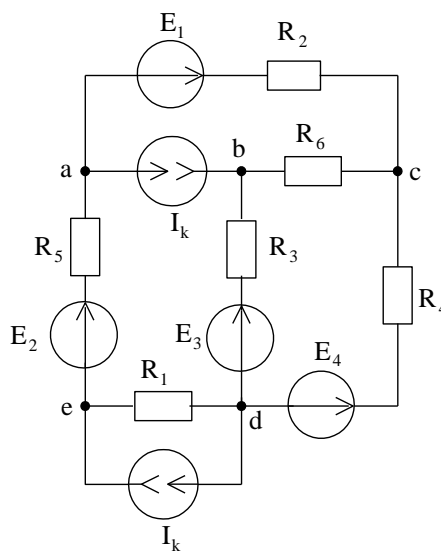 E₁
R₂
a
b
R₆
c
Iₖ
R₅
R₃
R₄
E₂
E₃
E₄
R₁
e
d
Iₖ